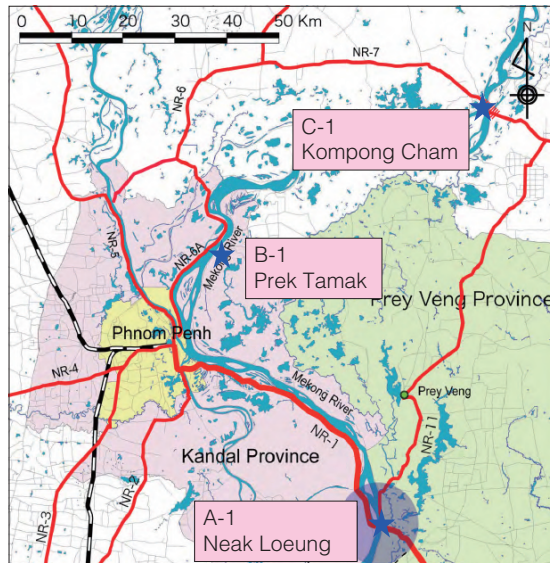 0 10 20 30 40 50 Km
N
NR-7
NR-6
C-1
Kompong Cham
NR-5
NR-6A
Mekong River
B-1
Prek Tamak
Prey Veng Province
Phnom Penh
NR-4
Mekong River
Prey Veng
NR-1
NR-11
Kandal Province
NR-2
NR-3
A-1
Neak Loeung